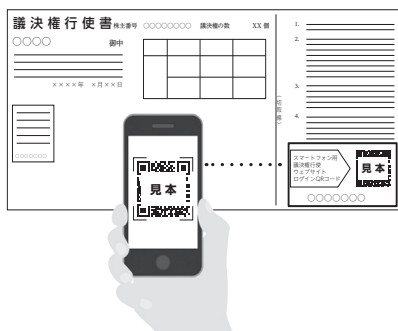 議決権行使書
株主番号 ○○○○○○○○ 議決権の数 XX 個
○○○○ 御中
××××年 ×月××日
○○○○○○○
見本
(切取線)
1.
2.
3.
4.
スマートフォン用
議決権行使
ウェブサイト
ログインQRコード
見本
○○○○○○○